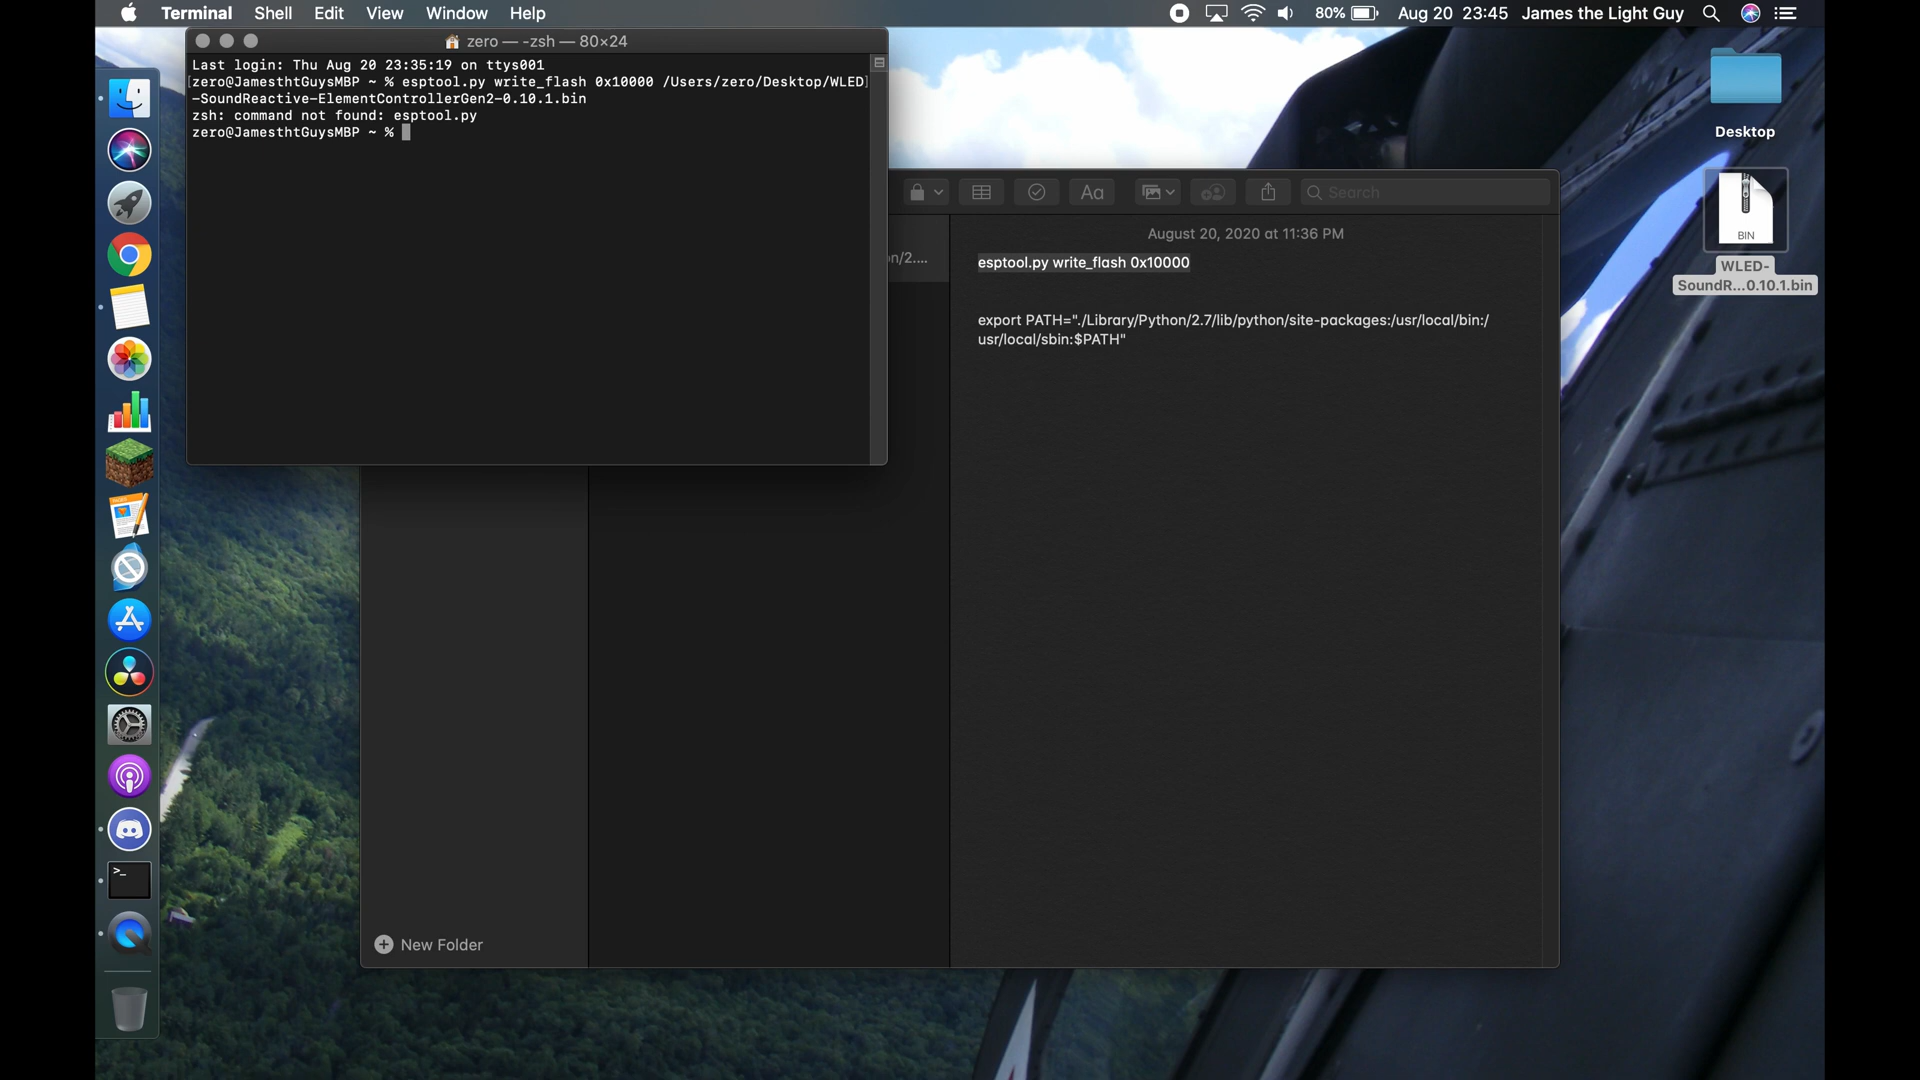 Terminal Shell Edit View Window Help
80% Aug 20 23:45 James the Light Guy
zero — -zsh — 80×24
Last login: Thu Aug 20 23:35:19 on ttys001
[zero@JamesthtGuysMBP ~ % esptool.py write_flash 0x10000 /Users/zero/Desktop/WLED]
-SoundReactive-ElementControllerGen2-0.10.1.bin
zsh: command not found: esptool.py
zero@JamesthtGuysMBP ~ %
Aa
Search
n/2....
August 20, 2020 at 11:36 PM
esptool.py write_flash 0x10000
export PATH="./Library/Python/2.7/lib/python/site-packages:/usr/local/bin:/
usr/local/sbin:$PATH"
New Folder
Desktop
BIN
WLED-
SoundR...0.10.1.bin
>_